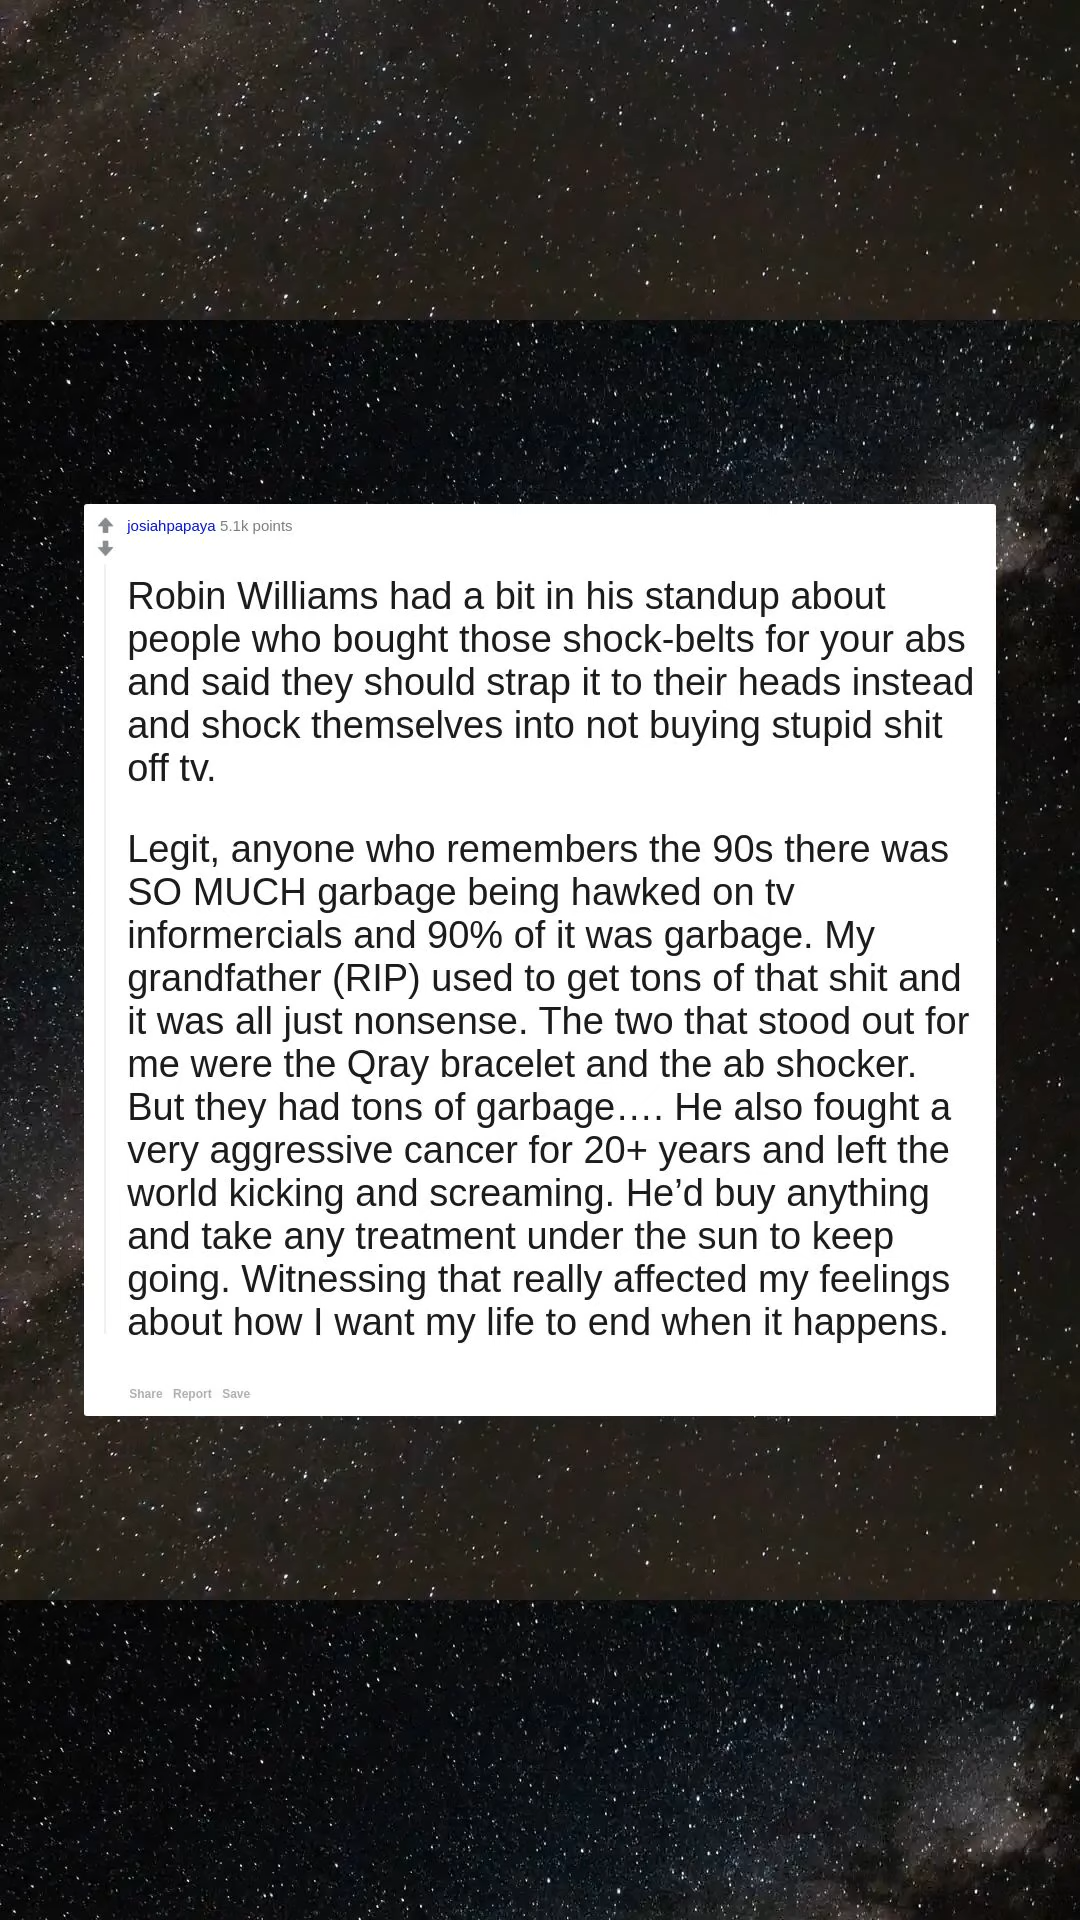 josiahpapaya 5.1k points
Robin Williams had a bit in his standup about
people who bought those shock-belts for your abs
and said they should strap it to their heads instead
and shock themselves into not buying stupid shit
off tv.
Legit, anyone who remembers the 90s there was
SO MUCH garbage being hawked on tv
informercials and 90% of it was garbage. My
grandfather (RIP) used to get tons of that shit and
it was all just nonsense. The two that stood out for
me were the Qray bracelet and the ab shocker.
But they had tons of garbage…. He also fought a
very aggressive cancer for 20+ years and left the
world kicking and screaming. He’d buy anything
and take any treatment under the sun to keep
going. Witnessing that really affected my feelings
about how I want my life to end when it happens.
Share Report Save